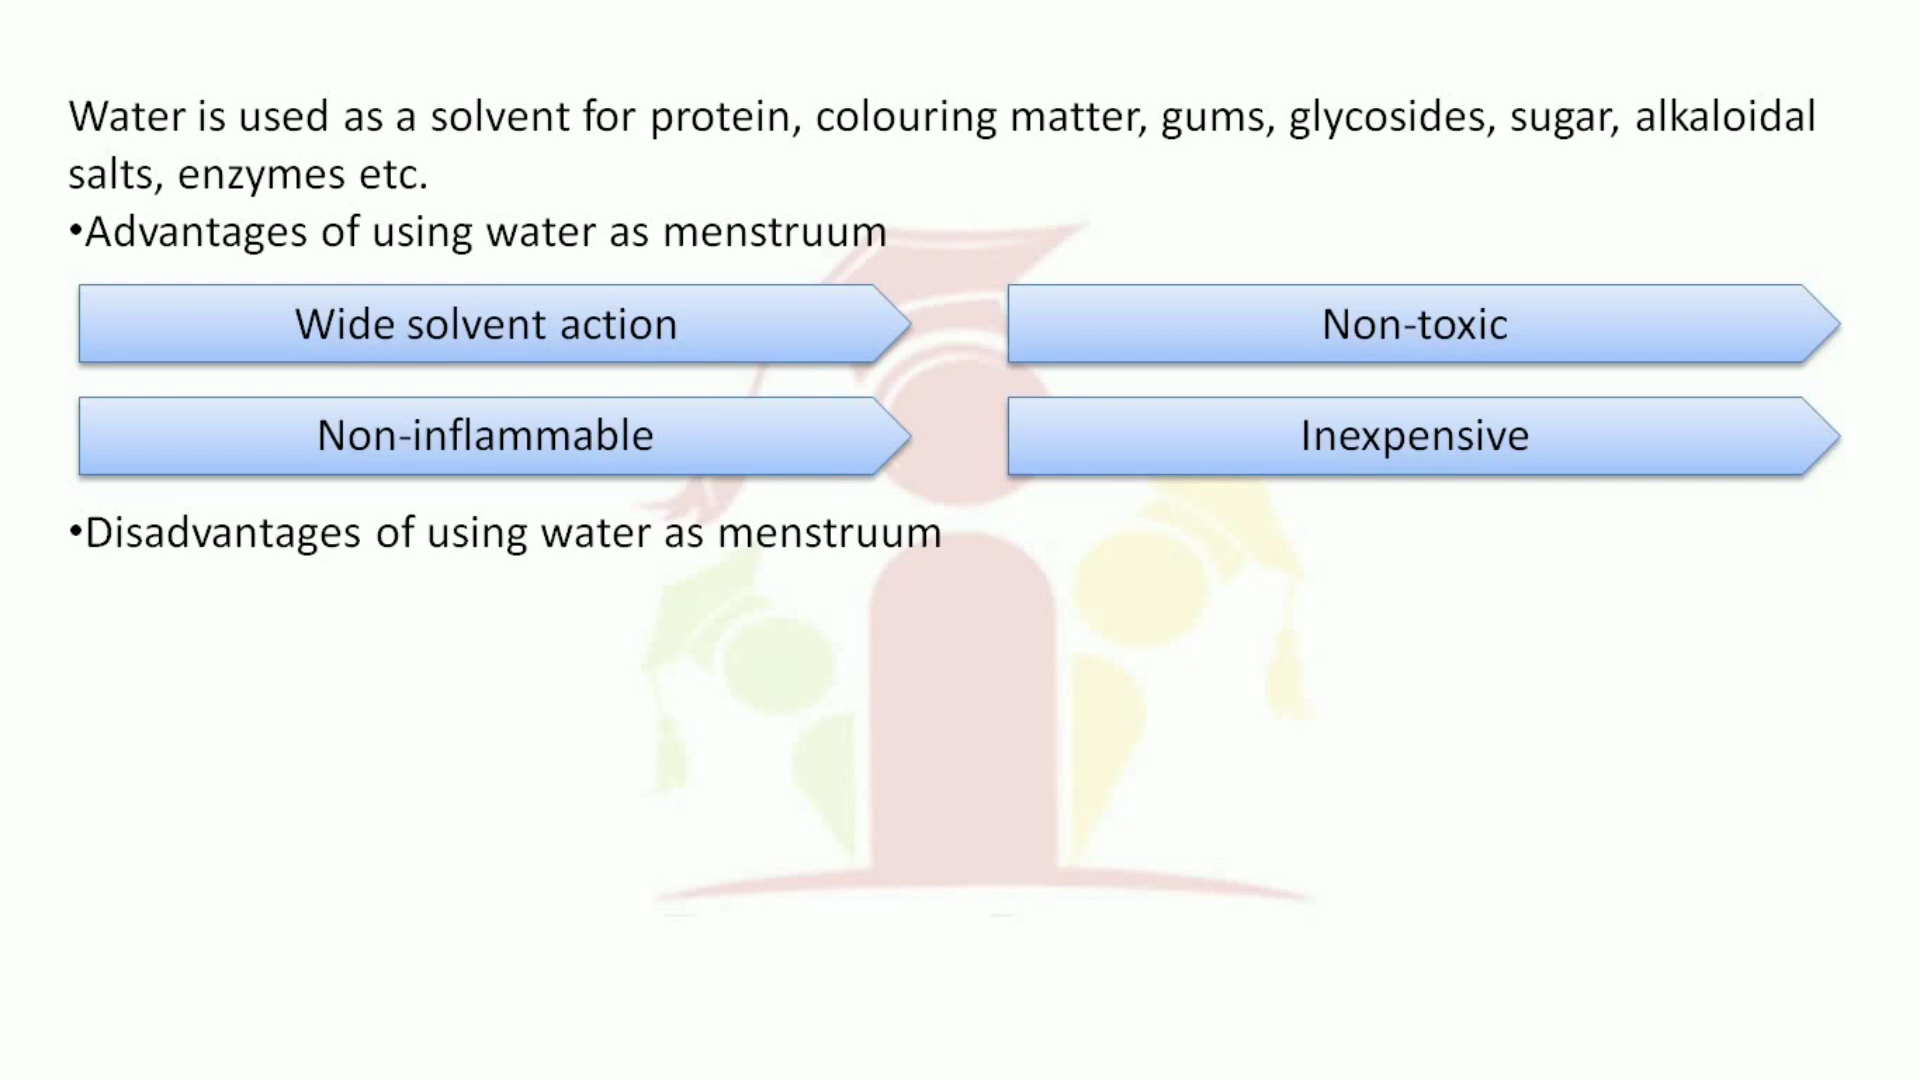 Water is used as a solvent for protein, colouring matter, gums, glycosides, sugar, alkaloidal
salts, enzymes etc.
•Advantages of using water as menstruum
Wide solvent action
Non-toxic
Non-inflammable
Inexpensive
•Disadvantages of using water as menstruum